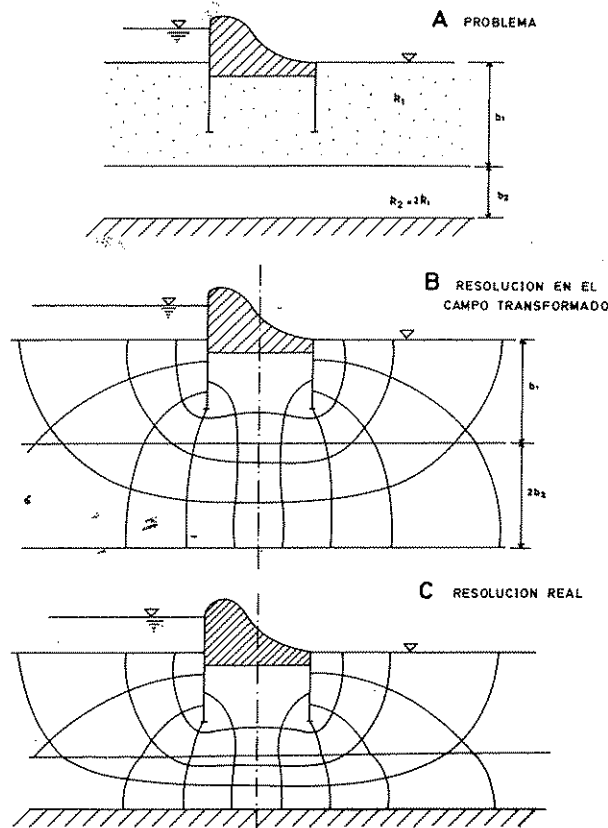 A PROBLEMA
k₁
b₁
k₂ = 2k₁
b₂
B RESOLUCION EN EL
CAMPO TRANSFORMADO
b₁
2b₂
C RESOLUCION REAL